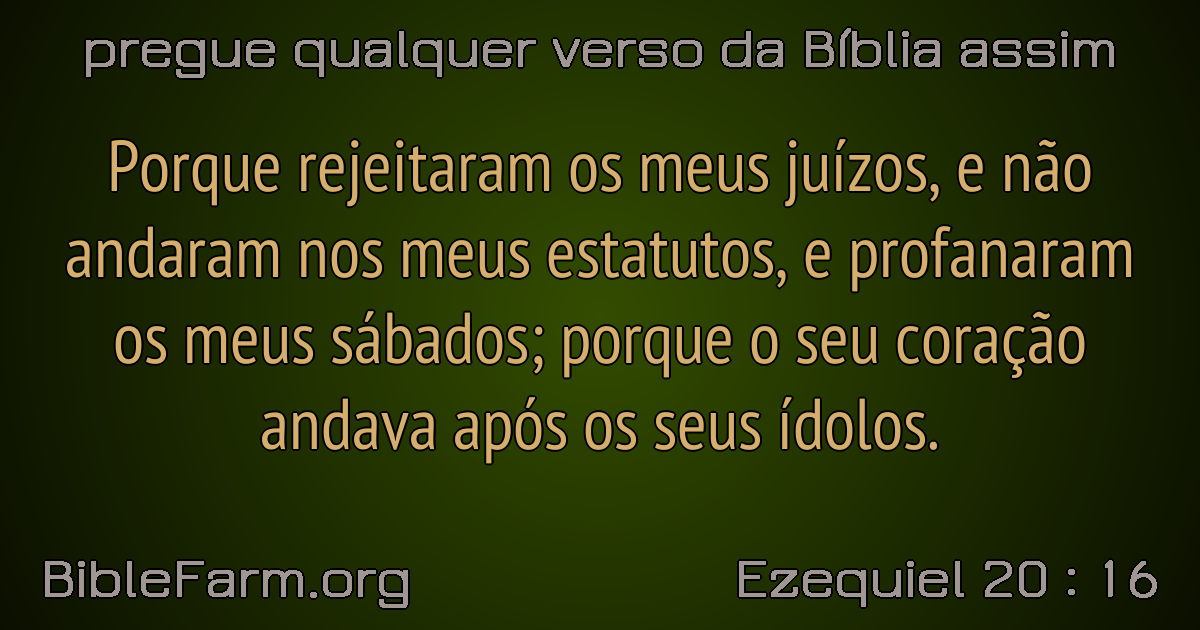 pregue qualquer verso da Bíblia assim
Porque rejeitaram os meus juízos, e não
andaram nos meus estatutos, e profanaram
os meus sábados; porque o seu coração
andava após os seus ídolos.
BibleFarm.org
Ezequiel 20 : 16